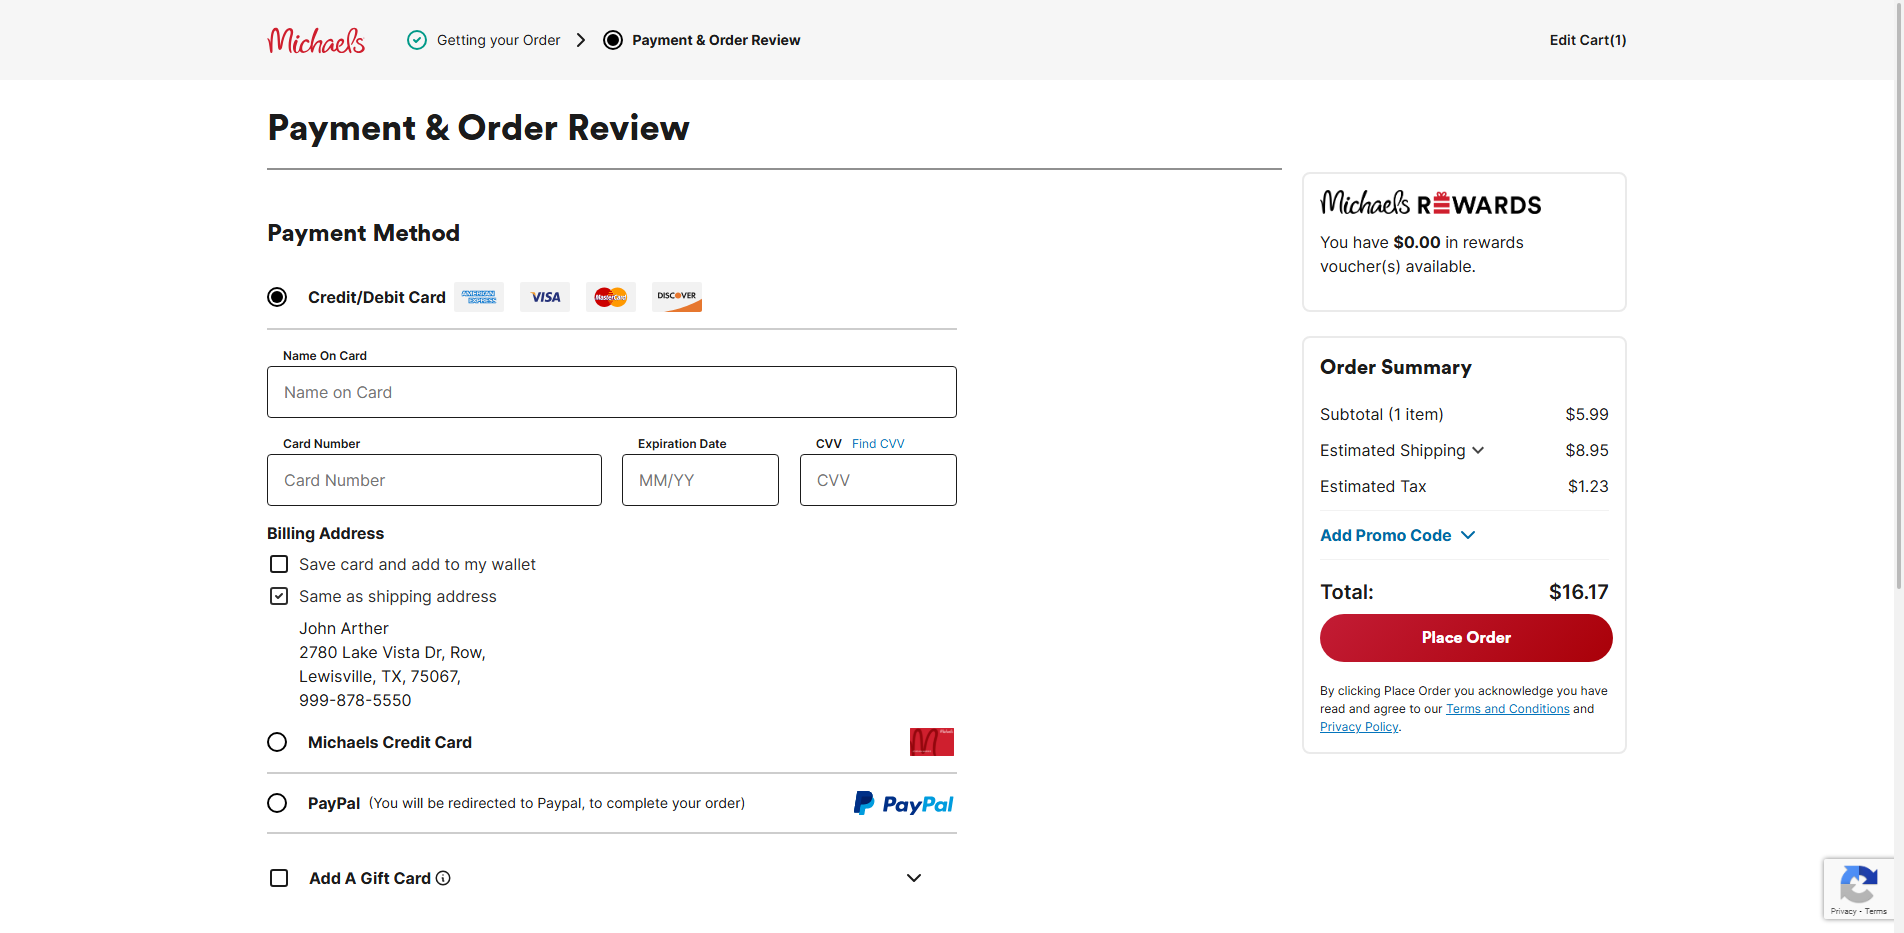 Michaels
Getting your Order
Payment & Order Review
Edit Cart(1)
Payment & Order Review
Payment Method
Credit/Debit Card
AMERICAN EXPRESS
VISA
MasterCard
DISCOVER
Name On Card
Name on Card
Card Number
Expiration Date
CVV Find CVV
Card Number
MM/YY
CVV
Billing Address
Save card and add to my wallet
Same as shipping address
John Arther
2780 Lake Vista Dr, Row,
Lewisville, TX, 75067,
999-878-5550
Michaels Credit Card
PayPal (You will be redirected to Paypal, to complete your order)
PayPal
Add A Gift Card
Michaels REWARDS
You have $0.00 in rewards
voucher(s) available.
Order Summary
Subtotal (1 item) $5.99
Estimated Shipping $8.95
Estimated Tax $1.23
Add Promo Code
Total: $16.17
Place Order
By clicking Place Order you acknowledge you have
read and agree to our Terms and Conditions and
Privacy Policy.
Privacy - Terms